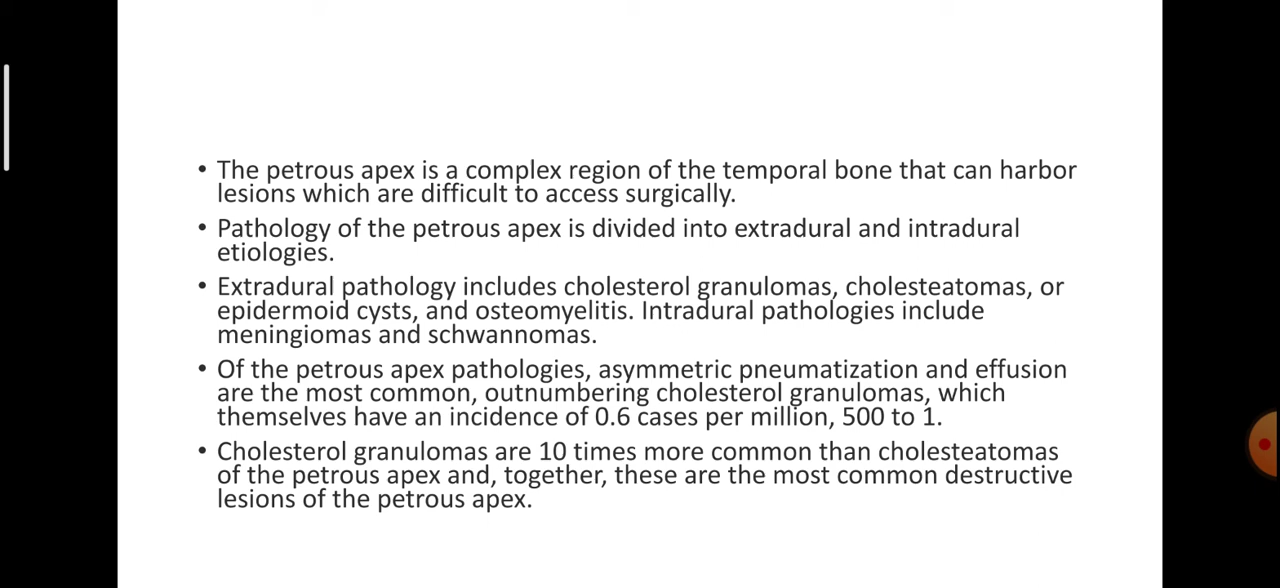 • The petrous apex is a complex region of the temporal bone that can harbor
lesions which are difficult to access surgically.
• Pathology of the petrous apex is divided into extradural and intradural
etiologies.
• Extradural pathology includes cholesterol granulomas, cholesteatomas, or
epidermoid cysts, and osteomyelitis. Intradural pathologies include
meningiomas and schwannomas.
• Of the petrous apex pathologies, asymmetric pneumatization and effusion
are the most common, outnumbering cholesterol granulomas, which
themselves have an incidence of 0.6 cases per million, 500 to 1.
• Cholesterol granulomas are 10 times more common than cholesteatomas
of the petrous apex and, together, these are the most common destructive
lesions of the petrous apex.